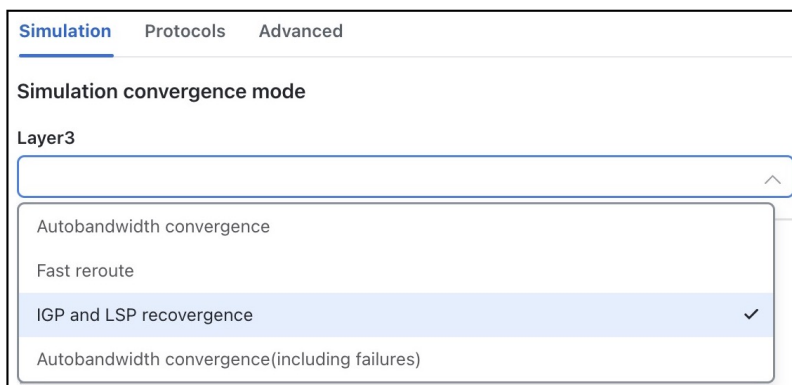 Simulation Protocols Advanced
Simulation convergence mode
Layer3
Autobandwidth convergence
Fast reroute
IGP and LSP recovergence
Autobandwidth convergence(including failures)